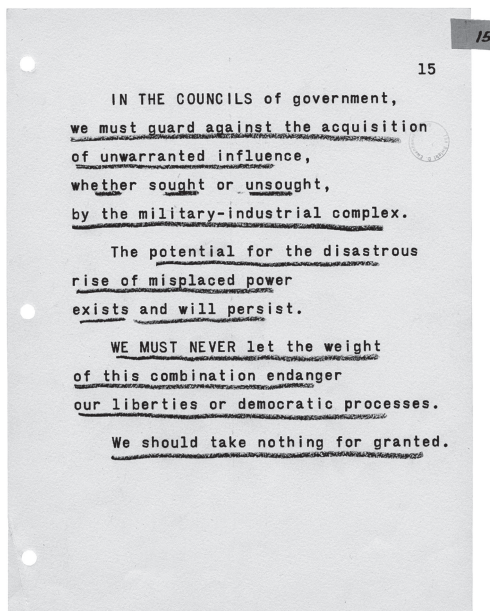 15
15
IN THE COUNCILS of government,
we must guard against the acquisition
of unwarranted influence,
whether sought or unsought,
by the military-industrial complex.
The potential for the disastrous
rise of misplaced power
exists and will persist.
WE MUST NEVER let the weight
of this combination endanger
our liberties or democratic processes.
We should take nothing for granted.